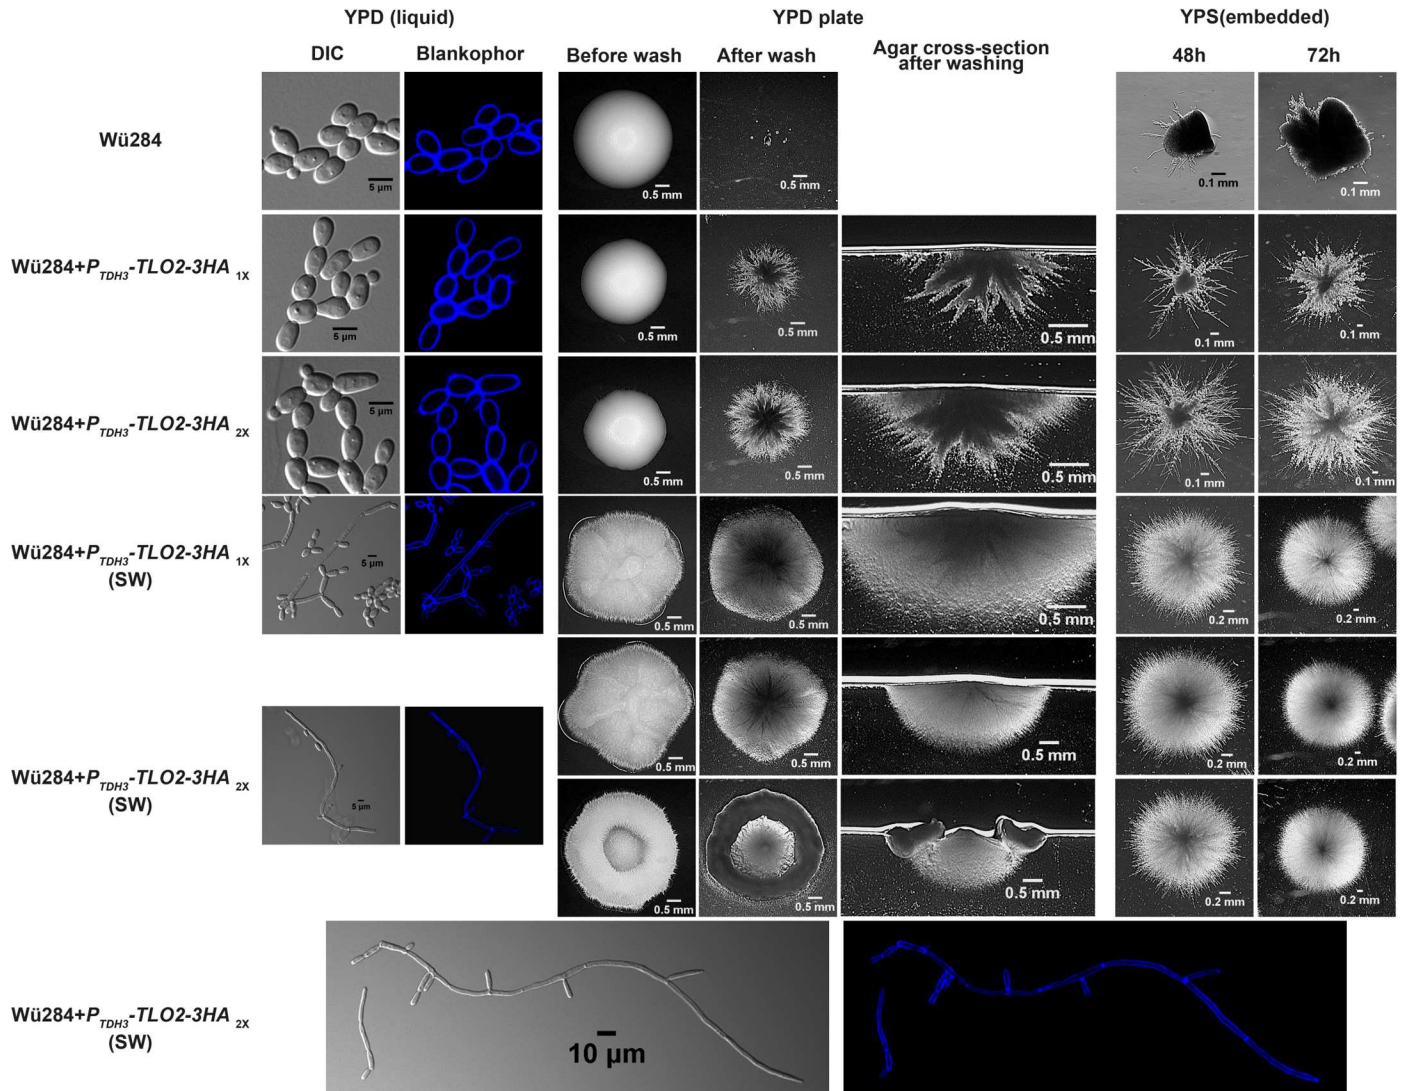 YPD (liquid) YPD plate YPS(embedded)
DIC Blankophor Before wash After wash Agar cross-section after washing 48h 72h
Wü284
5 µm 0.5 mm 0.5 mm 0.1 mm 0.1 mm
Wü284+P_TDH3-TLO2-3HA 1X
5 µm 0.5 mm 0.5 mm 0.5 mm 0.1 mm 0.1 mm
Wü284+P_TDH3-TLO2-3HA 2X
5 µm 0.5 mm 0.5 mm 0.5 mm 0.1 mm 0.1 mm
Wü284+P_TDH3-TLO2-3HA 1X
(SW)
5 µm 0.5 mm 0.5 mm 0.5 mm 0.2 mm 0.2 mm
0.5 mm 0.5 mm 0.5 mm 0.2 mm 0.2 mm
Wü284+P_TDH3-TLO2-3HA 2X
(SW)
5 µm
0.5 mm 0.5 mm 0.5 mm 0.2 mm 0.2 mm
Wü284+P_TDH3-TLO2-3HA 2X
(SW)
10 µm